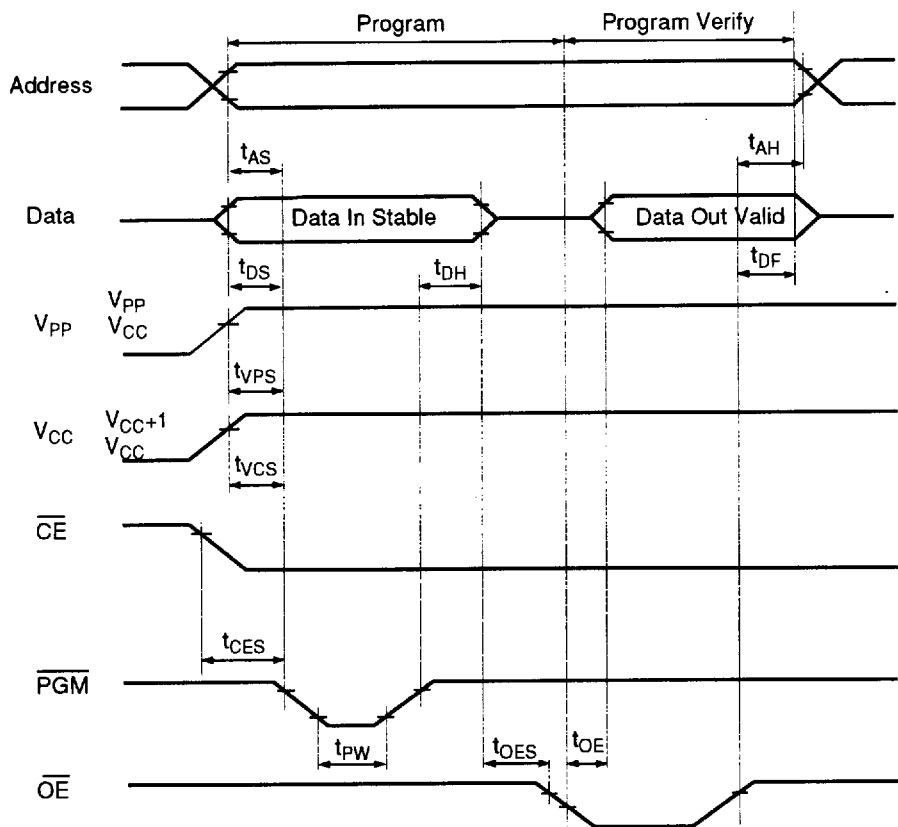 Program
Program Verify
Address
tAS
tAH
Data
Data In Stable
Data Out Valid
tDS
tDH
tDF
VPP
VPP
VCC
tVPS
VCC
VCC+1
VCC
tVCS
CE
tCES
PGM
tPW
tOES
tOE
OE